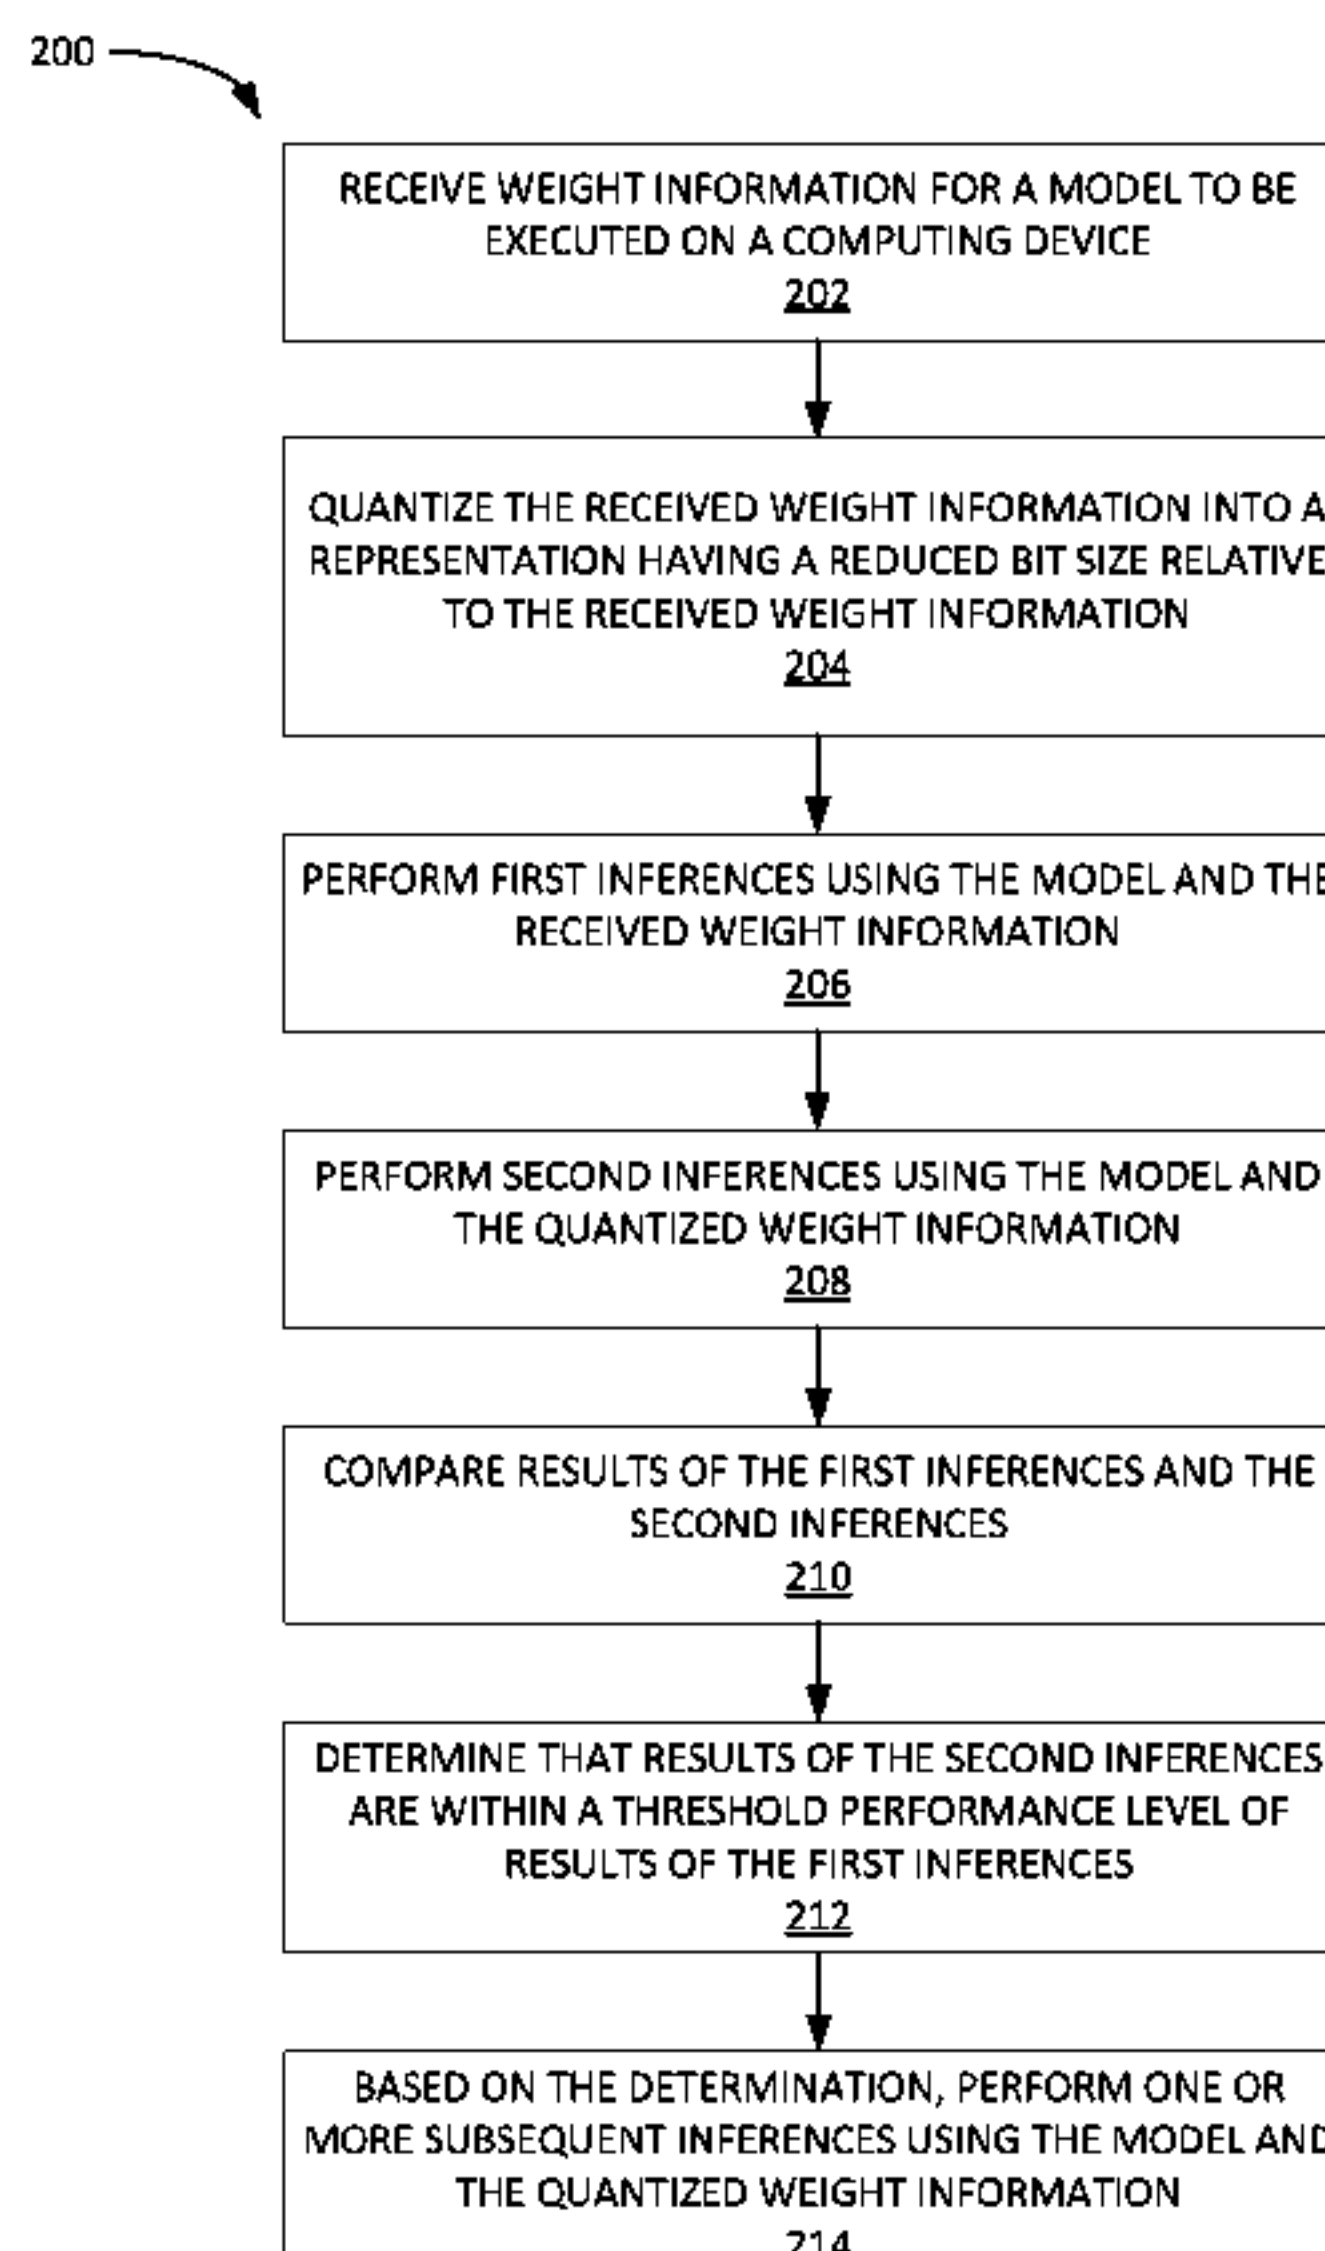 200
RECEIVE WEIGHT INFORMATION FOR A MODEL TO BE
EXECUTED ON A COMPUTING DEVICE
202
QUANTIZE THE RECEIVED WEIGHT INFORMATION INTO A
REPRESENTATION HAVING A REDUCED BIT SIZE RELATIVE
TO THE RECEIVED WEIGHT INFORMATION
204
PERFORM FIRST INFERENCES USING THE MODEL AND THE
RECEIVED WEIGHT INFORMATION
206
PERFORM SECOND INFERENCES USING THE MODEL AND
THE QUANTIZED WEIGHT INFORMATION
208
COMPARE RESULTS OF THE FIRST INFERENCES AND THE
SECOND INFERENCES
210
DETERMINE THAT RESULTS OF THE SECOND INFERENCES
ARE WITHIN A THRESHOLD PERFORMANCE LEVEL OF
RESULTS OF THE FIRST INFERENCES
212
BASED ON THE DETERMINATION, PERFORM ONE OR
MORE SUBSEQUENT INFERENCES USING THE MODEL AND
THE QUANTIZED WEIGHT INFORMATION
214